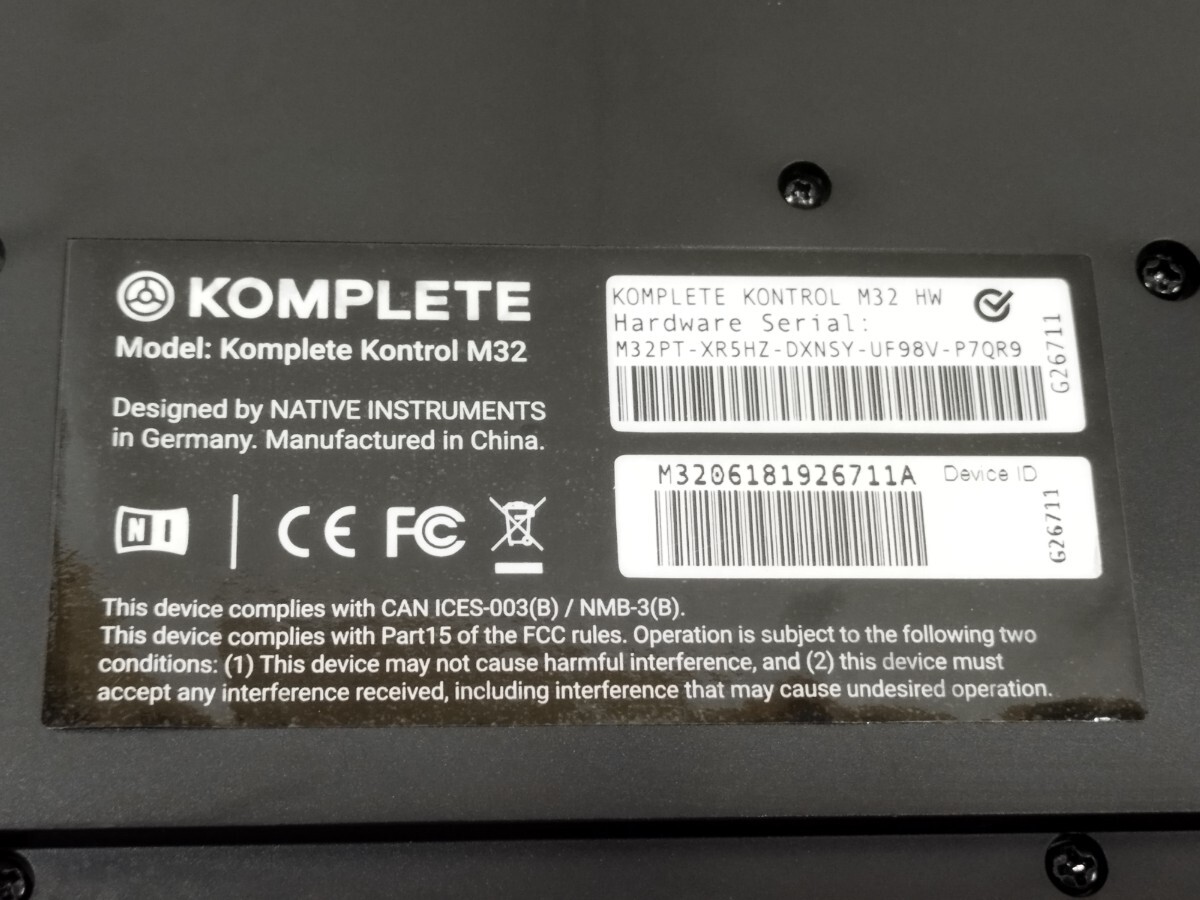 KOMPLETE
Model: Komplete Kontrol M32
Designed by NATIVE INSTRUMENTS
in Germany. Manufactured in China.
NI
CE FC
KOMPLETE KONTROL M32 HW
Hardware Serial:
M32PT-XR5HZ-DXNSY-UF98V-P7QR9
G26711
M3206181926711A Device ID
G26711
This device complies with CAN ICES-003(B) / NMB-3(B).
This device complies with Part15 of the FCC rules. Operation is subject to the following two
conditions: (1) This device may not cause harmful interference, and (2) this device must
accept any interference received, including interference that may cause undesired operation.